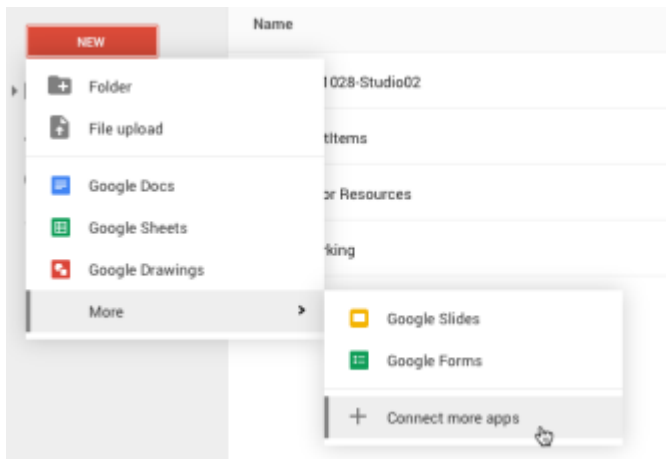 Name
NEW
Folder
1028-Studio02
File upload
tItems
Google Docs
or Resources
Google Sheets
rking
Google Drawings
More
Google Slides
Google Forms
Connect more apps